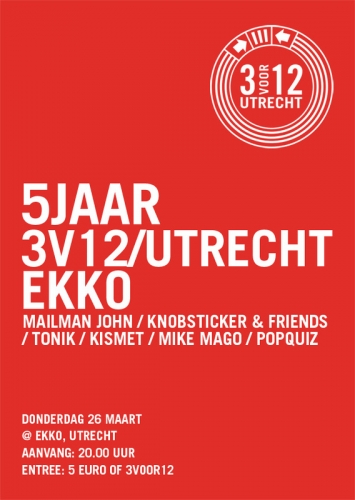 3 VOOR 12
UTRECHT
5JAAR
3V12/UTRECHT
EKKO
MAILMAN JOHN / KNOBSTICKER & FRIENDS
/ TONIK / KISMET / MIKE MAGO / POPQUIZ
DONDERDAG 26 MAART
@ EKKO, UTRECHT
AANVANG: 20.00 UUR
ENTREE: 5 EURO OF 3VOOR12